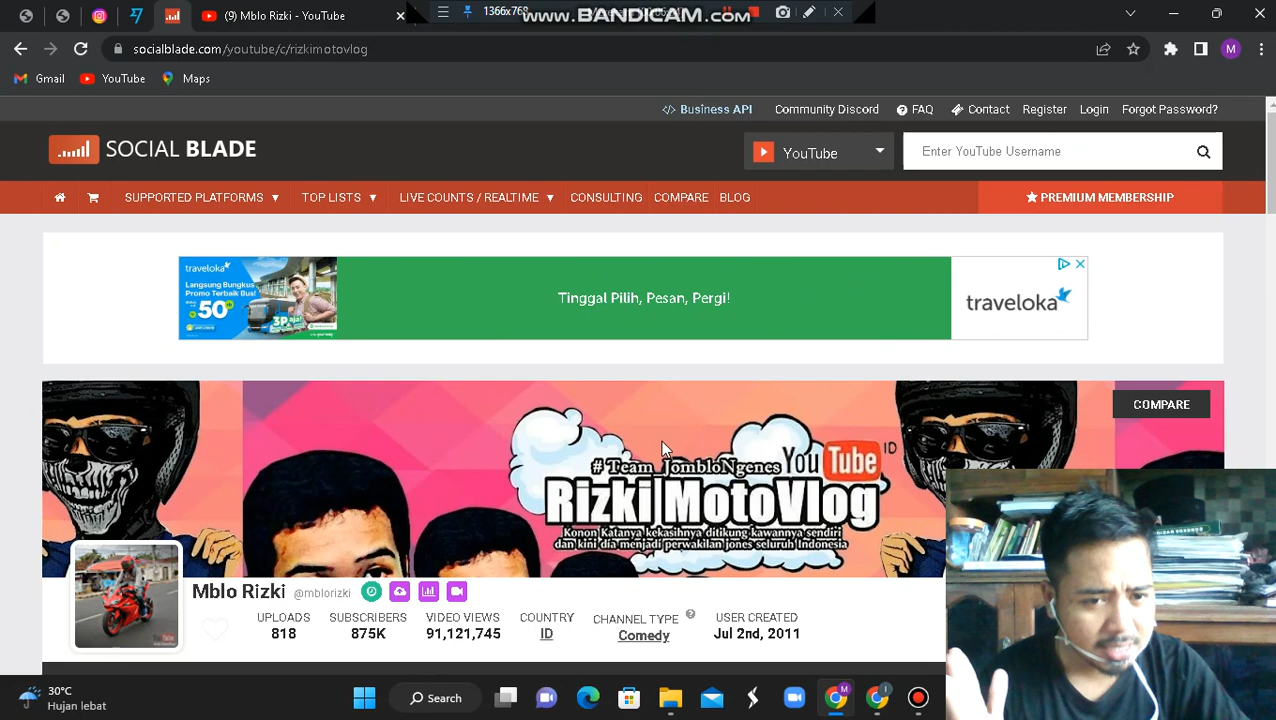 1366x768
www.BANDICAM.com
(9) Mblo Rizki - YouTube
socialblade.com/youtube/c/rizkimotovlog
M
Gmail YouTube Maps
</> Business API Community Discord FAQ Contact Register Login Forgot Password?
SOCIAL BLADE
YouTube
Enter YouTube Username
SUPPORTED PLATFORMS TOP LISTS LIVE COUNTS / REALTIME CONSULTING COMPARE BLOG PREMIUM MEMBERSHIP
traveloka
Langsung Bungkus
Promo Terbaik Bus!
50
3P
Tinggal Pilih, Pesan, Pergi!
traveloka
COMPARE
# Team_JombloNgenes YouTube ID
Rizki|MotoVlog
Konon Katanya kekasihnya ditikung kawannya sendiri
dan kini dia menjadi perwakilan jones seluruh Indonesia
Mblo Rizki @mblorizki
UPLOADS SUBSCRIBERS VIDEO VIEWS COUNTRY CHANNEL TYPE USER CREATED
818 875K 91,121,745 ID Comedy Jul 2nd, 2011
30°C
Hujan lebat
Search
M
I